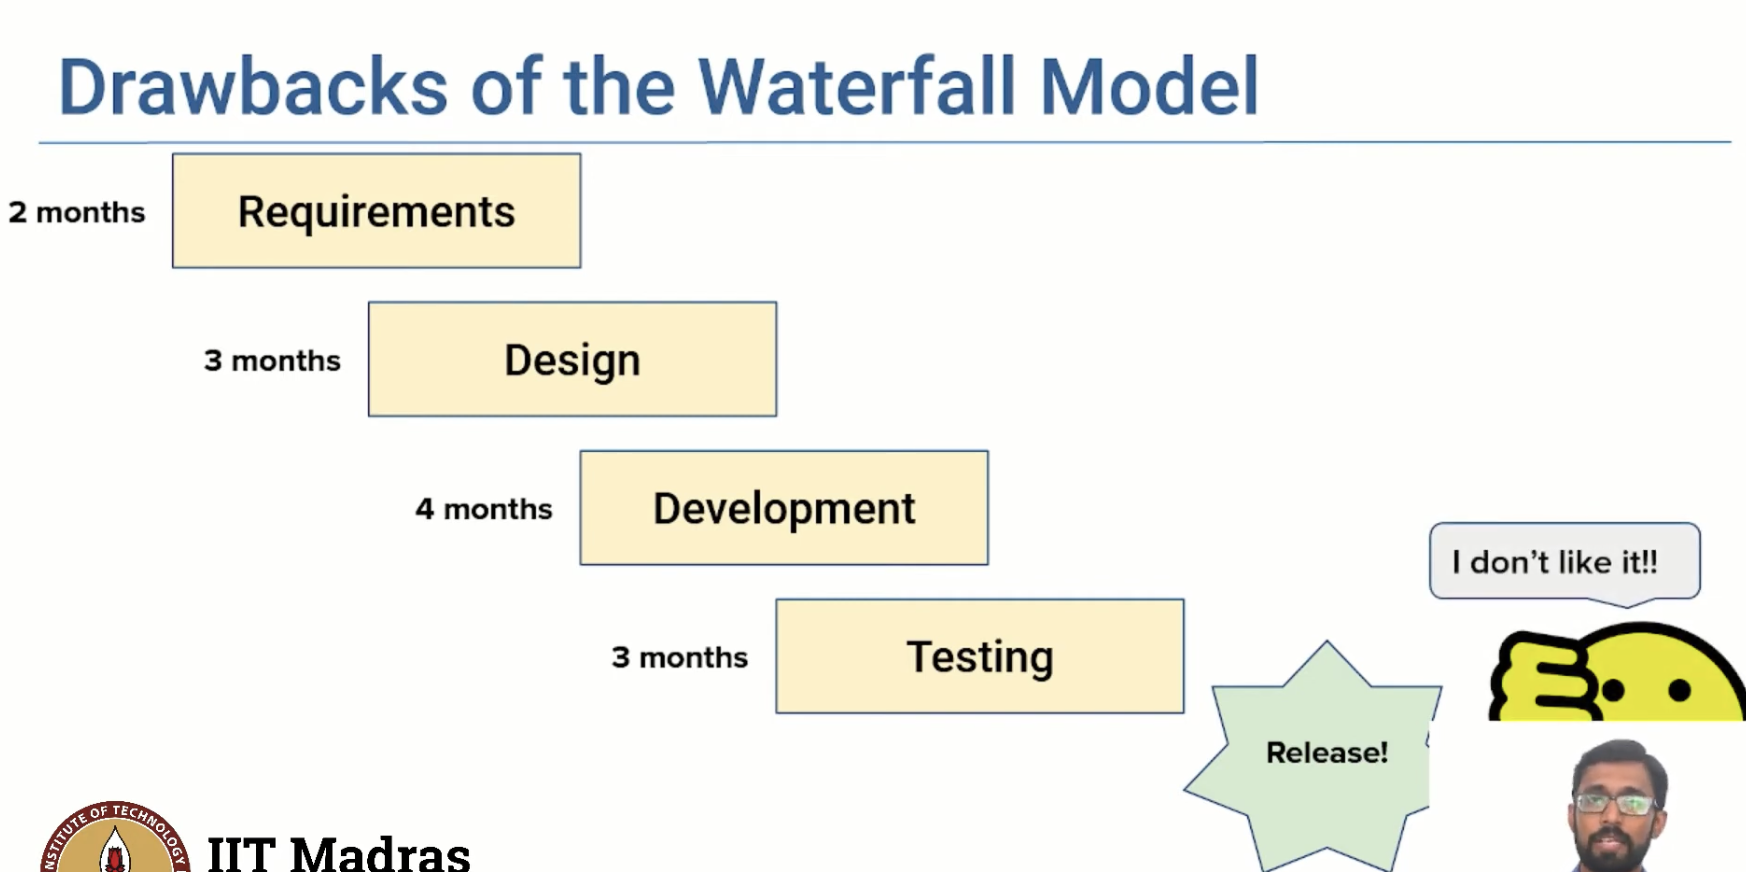 Drawbacks of the Waterfall Model
2 months
Requirements
3 months
Design
4 months
Development
3 months
Testing
I don't like it!!
Release!
INSTITUTE OF TECHNOLOGY
IIT Madras